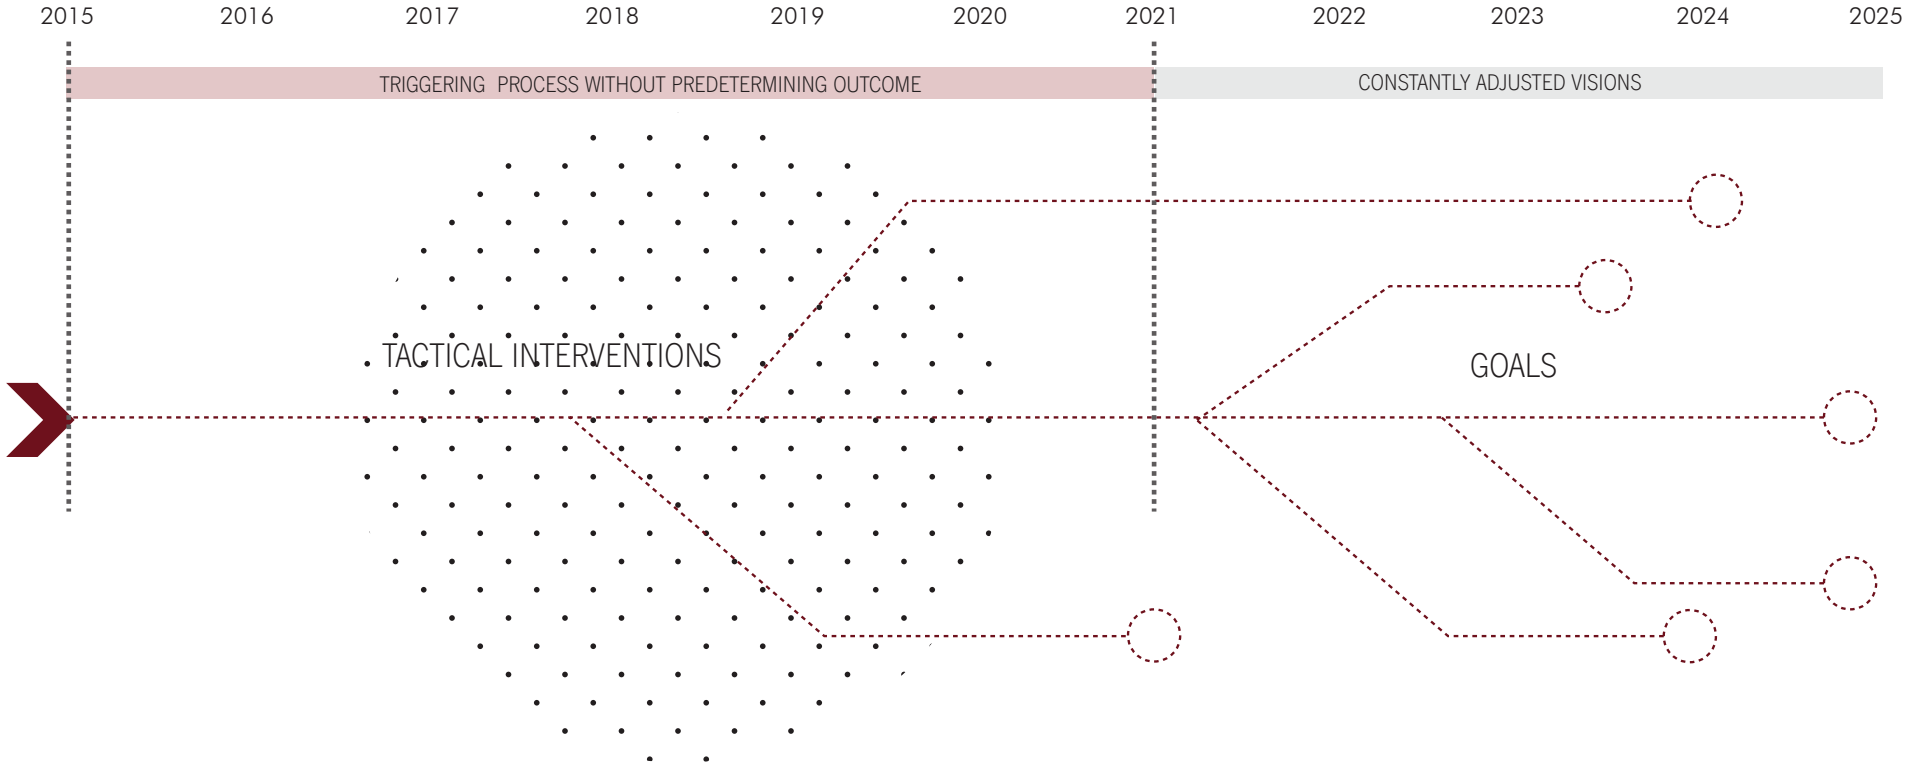 2015 2016 2017 2018 2019 2020 2021 2022 2023 2024 2025
TRIGGERING PROCESS WITHOUT PREDETERMINING OUTCOME
CONSTANTLY ADJUSTED VISIONS
TACTICAL INTERVENTIONS
GOALS